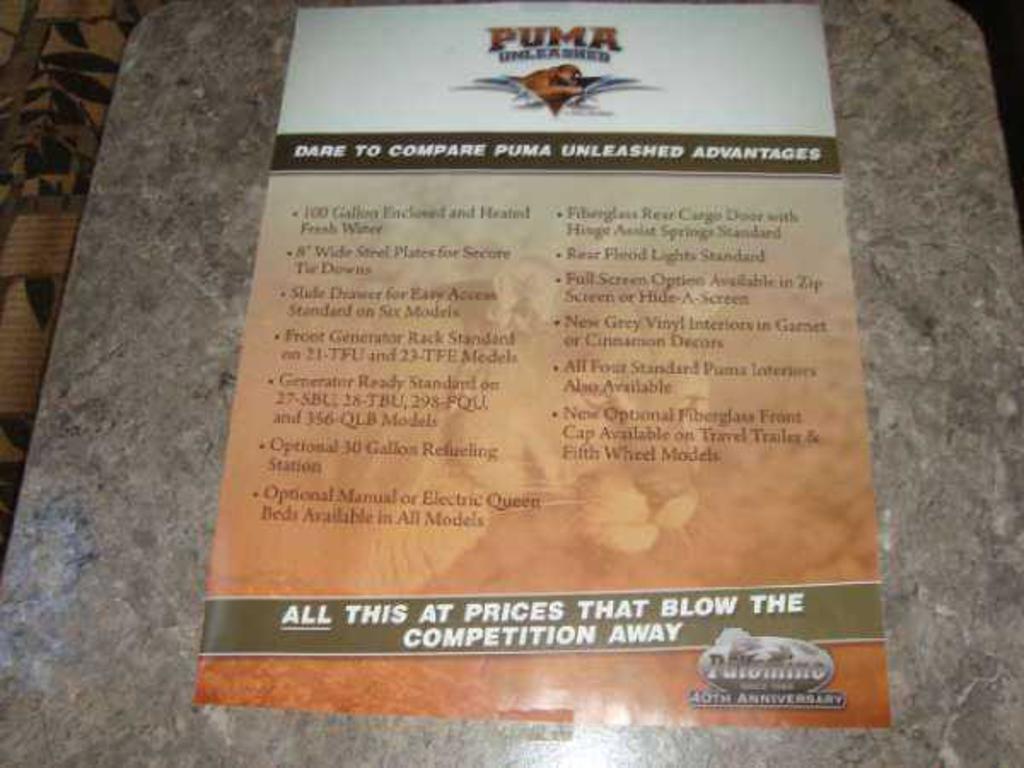 PUMA
UNLEASHED
DARE TO COMPARE PUMA UNLEASHED ADVANTAGES
• 100 Gallon Enclosed and Heated
Fresh Water
• 8" Wide Steel Plates for Secure
Tie Downs
• Slide Drawer for Easy Access
Standard on Six Models
• Front Generator Rack Standard
on 21-TFU and 23-TFE Models
• Generator Ready Standard on
27-SBU, 28-TBU, 298-FQU,
and 356-QLB Models
• Optional 30 Gallon Refueling
Station
• Optional Manual or Electric Queen
Beds Available in All Models
• Fiberglass Rear Cargo Door with
Hinge Assist Springs Standard
• Rear Flood Lights Standard
• Full Screen Option Available in Zip
Screen or Hide-A-Screen
• New Grey Vinyl Interiors in Garnet
or Cinnamon Decors
• All Four Standard Puma Interiors
Also Available
• New Optional Fiberglass Front
Cap Available on Travel Trailer &
Fifth Wheel Models
ALL THIS AT PRICES THAT BLOW THE
COMPETITION AWAY
Palomino
40TH ANNIVERSARY